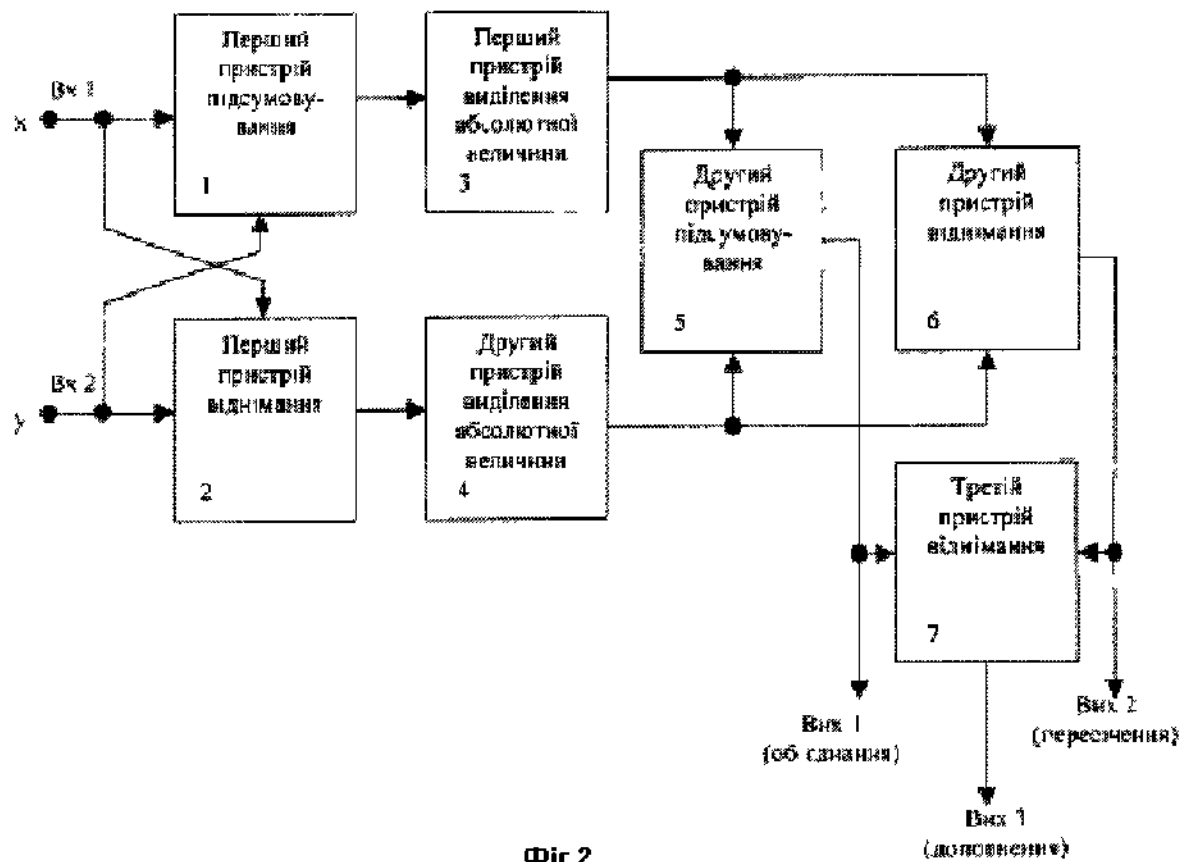 Перший
пристрій
підсумову-
вання
1
Перший
пристрій
виділення
абсолютної
величини
3
Вх 1
x
Другий
пристрій
підсумову-
вання
5
Другий
пристрій
віднімання
6
Вх 2
y
Перший
пристрій
віднімання
2
Другий
пристрій
виділення
абсолютної
величини
4
Третій
пристрій
віднімання
7
Вих 1
(об єднання)
Вих 2
(пересічення)
Вих 3
(доповнення)
Фіг.2